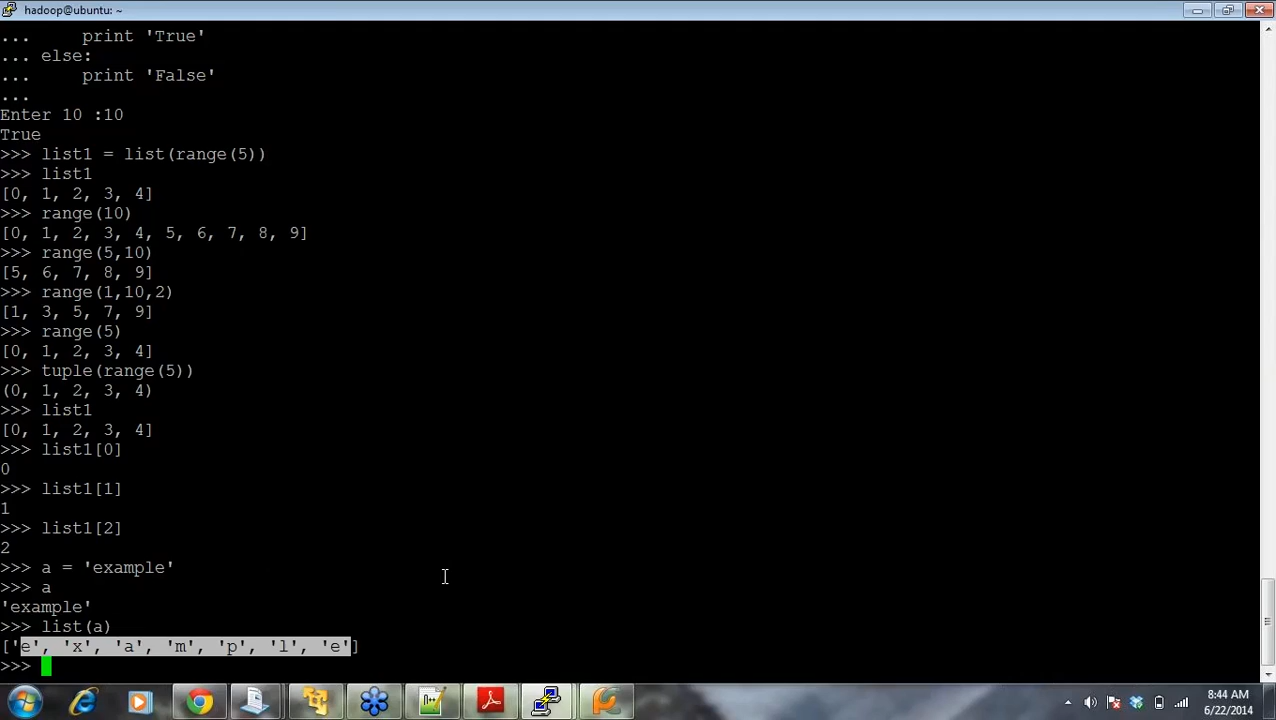 hadoop@ubuntu: ~
...     print 'True'
... else:
...     print 'False'
...
Enter 10 :10
True
>>> list1 = list(range(5))
>>> list1
[0, 1, 2, 3, 4]
>>> range(10)
[0, 1, 2, 3, 4, 5, 6, 7, 8, 9]
>>> range(5,10)
[5, 6, 7, 8, 9]
>>> range(1,10,2)
[1, 3, 5, 7, 9]
>>> range(5)
[0, 1, 2, 3, 4]
>>> tuple(range(5))
(0, 1, 2, 3, 4)
>>> list1
[0, 1, 2, 3, 4]
>>> list1[0]
0
>>> list1[1]
1
>>> list1[2]
2
>>> a = 'example'
>>> a
'example'
>>> list(a)
['e', 'x', 'a', 'm', 'p', 'l', 'e']
>>>
8:44 AM
6/22/2014